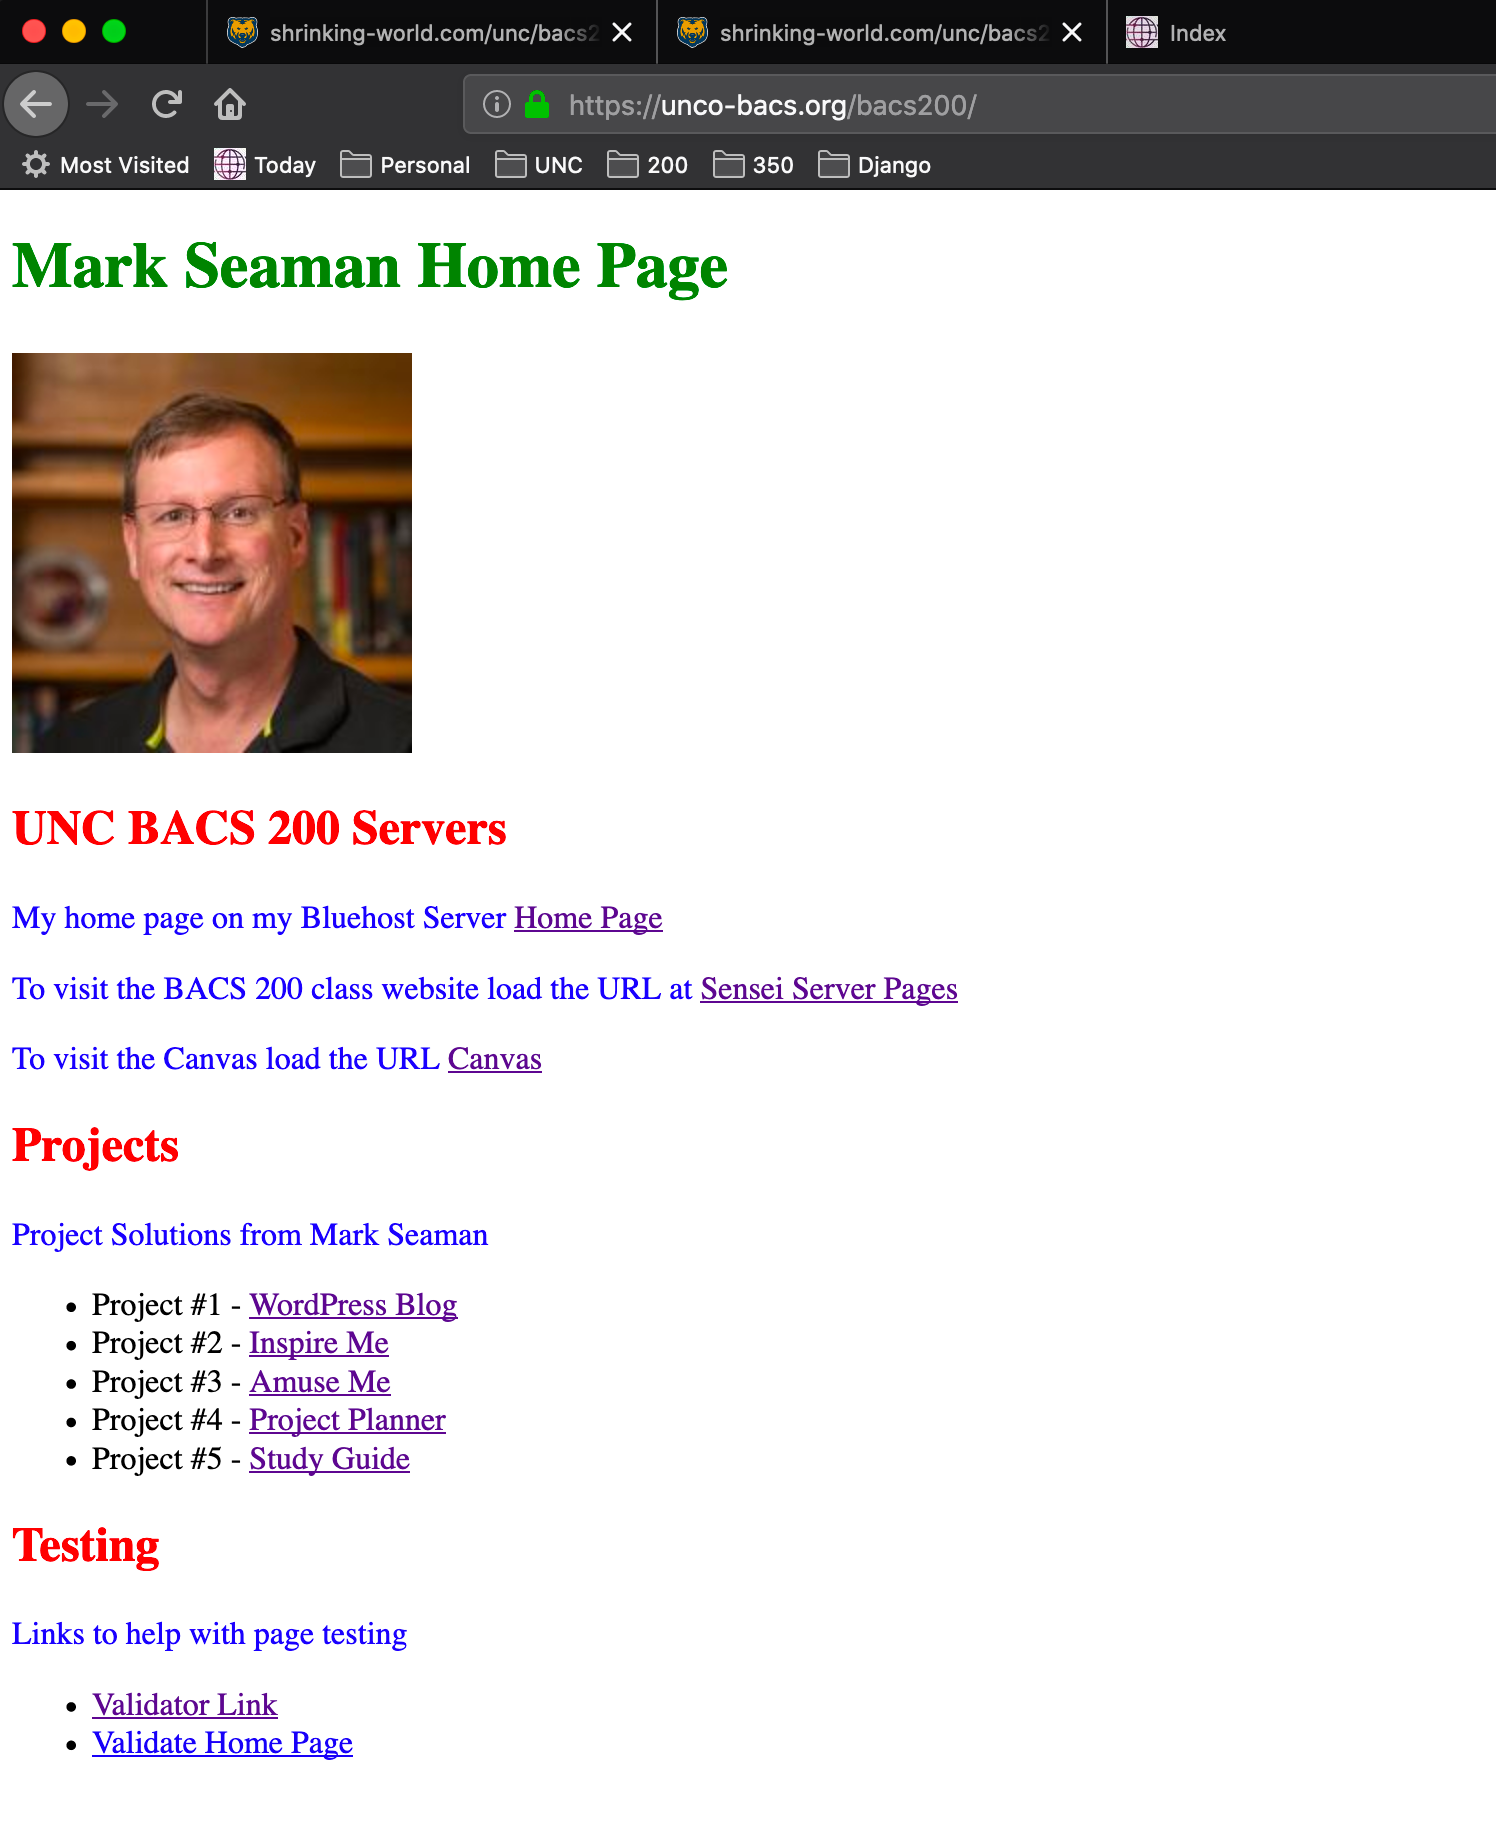 shrinking-world.com/unc/bacs2
shrinking-world.com/unc/bacs2
Index
https://unco-bacs.org/bacs200/
Most Visited Today Personal UNC 200 350 Django
Mark Seaman Home Page
UNC BACS 200 Servers
My home page on my Bluehost Server Home Page
To visit the BACS 200 class website load the URL at Sensei Server Pages
To visit the Canvas load the URL Canvas
Projects
Project Solutions from Mark Seaman
• Project #1 - WordPress Blog
• Project #2 - Inspire Me
• Project #3 - Amuse Me
• Project #4 - Project Planner
• Project #5 - Study Guide
Testing
Links to help with page testing
• Validator Link
• Validate Home Page